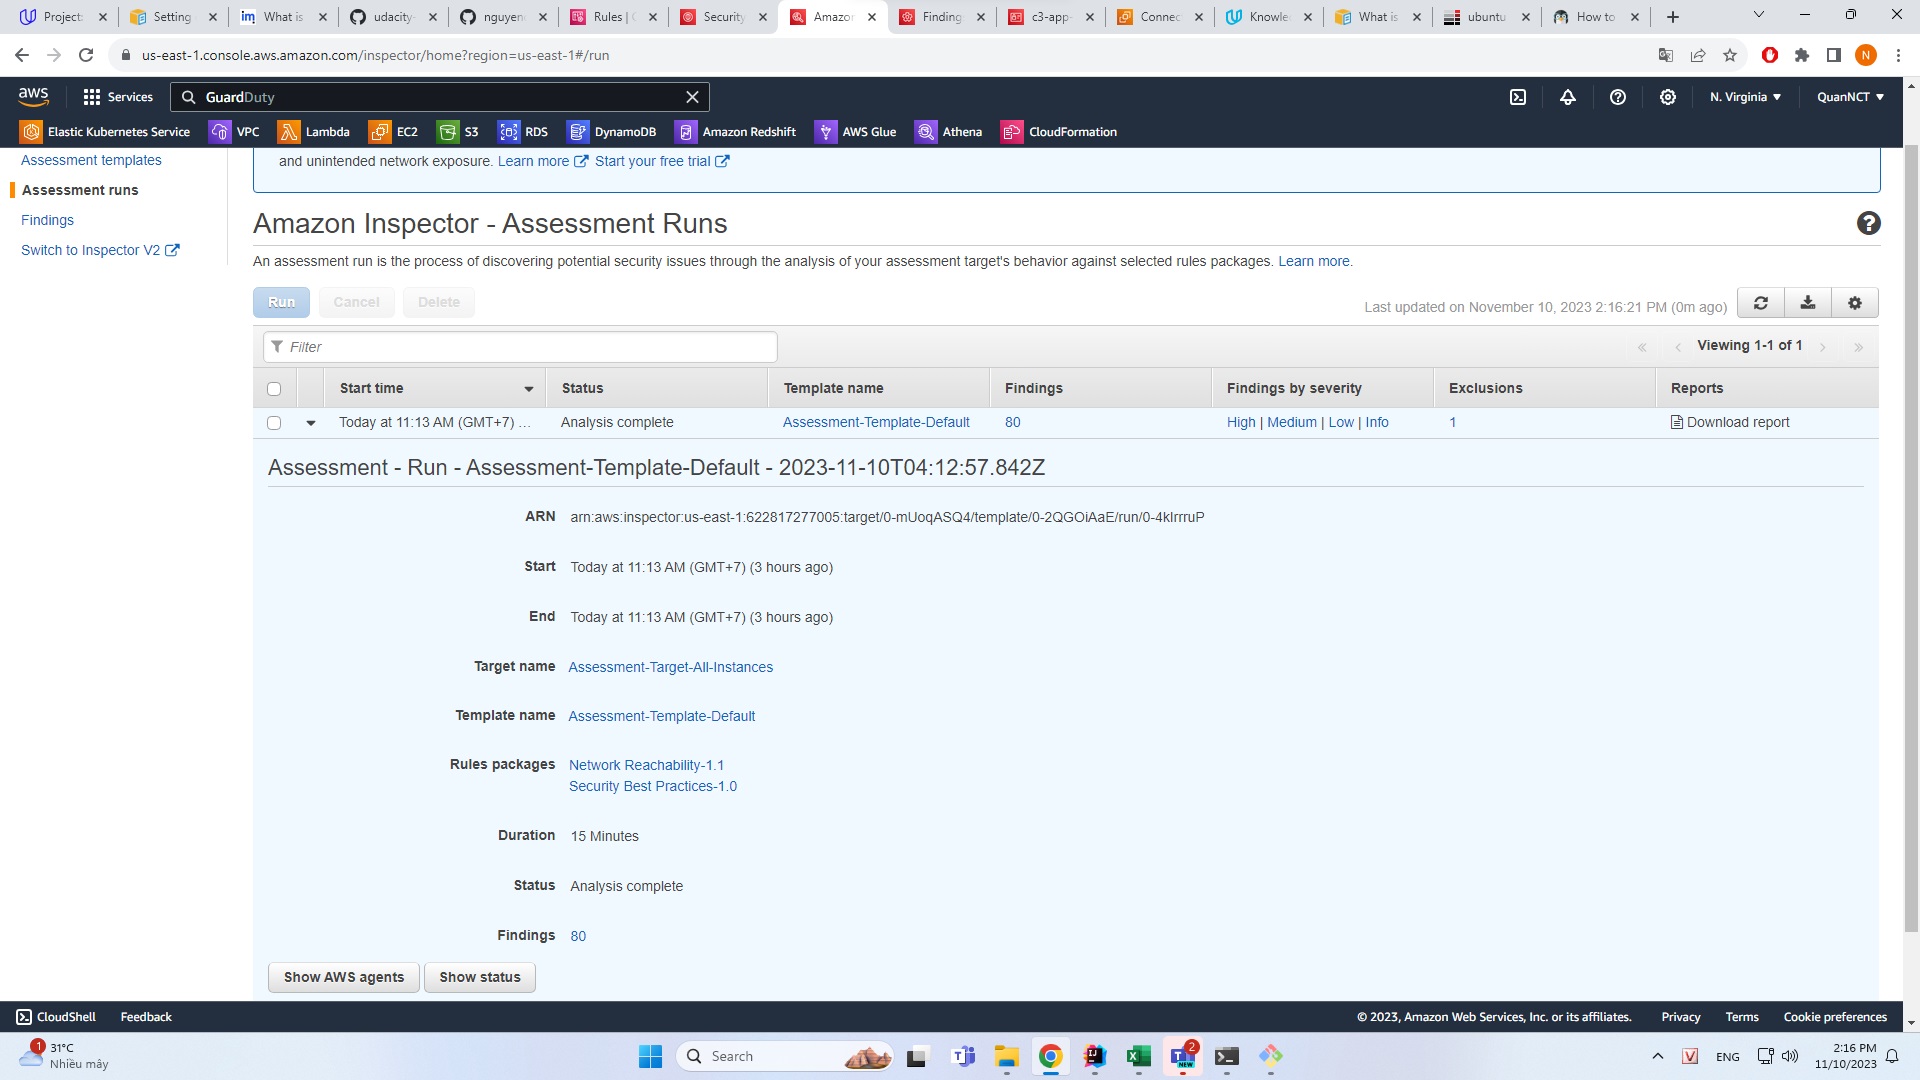 Project:
Setting
What is
udacity-
nguyen
Rules | C
Security
Amazon
Finding
c3-app-
Connec
Knowle
What is
ubuntu
How to
us-east-1.console.aws.amazon.com/inspector/home?region=us-east-1#/run
N
aws
Services
GuardDuty
N. Virginia
QuanNCT
Elastic Kubernetes Service
VPC
Lambda
EC2
S3
RDS
DynamoDB
Amazon Redshift
AWS Glue
Athena
CloudFormation
Assessment templates
Assessment runs
Findings
Switch to Inspector V2
and unintended network exposure. Learn more Start your free trial
Amazon Inspector - Assessment Runs
An assessment run is the process of discovering potential security issues through the analysis of your assessment target's behavior against selected rules packages. Learn more.
Run
Cancel
Delete
Last updated on November 10, 2023 2:16:21 PM (0m ago)
Filter
« ‹ Viewing 1-1 of 1 › »
Start time
Status
Template name
Findings
Findings by severity
Exclusions
Reports
Today at 11:13 AM (GMT+7) ...
Analysis complete
Assessment-Template-Default
80
High | Medium | Low | Info
1
Download report
Assessment - Run - Assessment-Template-Default - 2023-11-10T04:12:57.842Z
ARN arn:aws:inspector:us-east-1:622817277005:target/0-mUoqASQ4/template/0-2QGOiAaE/run/0-4kIrrruP
Start Today at 11:13 AM (GMT+7) (3 hours ago)
End Today at 11:13 AM (GMT+7) (3 hours ago)
Target name Assessment-Target-All-Instances
Template name Assessment-Template-Default
Rules packages Network Reachability-1.1
Security Best Practices-1.0
Duration 15 Minutes
Status Analysis complete
Findings 80
Show AWS agents
Show status
CloudShell
Feedback
© 2023, Amazon Web Services, Inc. or its affiliates.
Privacy
Terms
Cookie preferences
1
31°C
Nhiều mây
Search
2
NEW
V
ENG
2:16 PM
11/10/2023